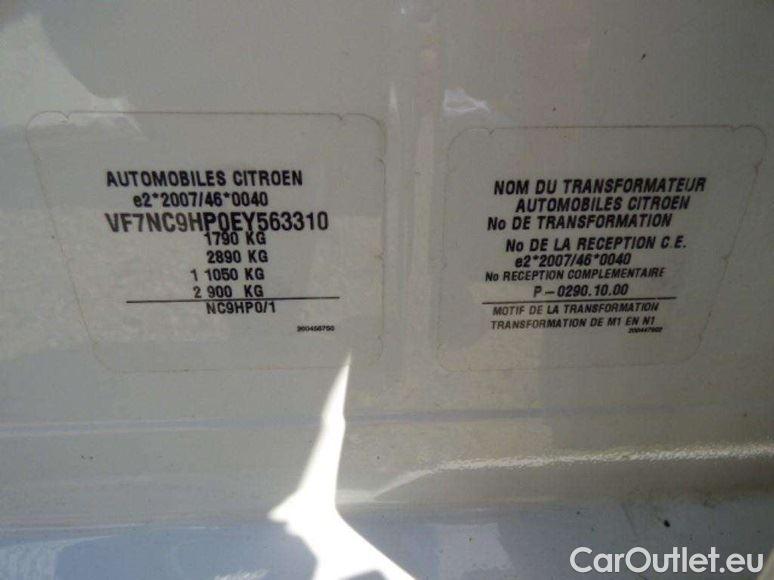 AUTOMOBILES CITROEN
e2*2007/46*0040
VF7NC9HP0EY563310
1790 KG
2890 KG
1 1050 KG
2 900 KG
NC9HP0/1
NOM DU TRANSFORMATEUR
AUTOMOBILES CITROEN
No DE TRANSFORMATION
No DE LA RECEPTION C.E.
e2*2007/46*0040
No RECEPTION COMPLEMENTAIRE
P-0290.10.00
MOTIF DE LA TRANSFORMATION
TRANSFORMATION DE M1 EN N1
CarOutlet.eu